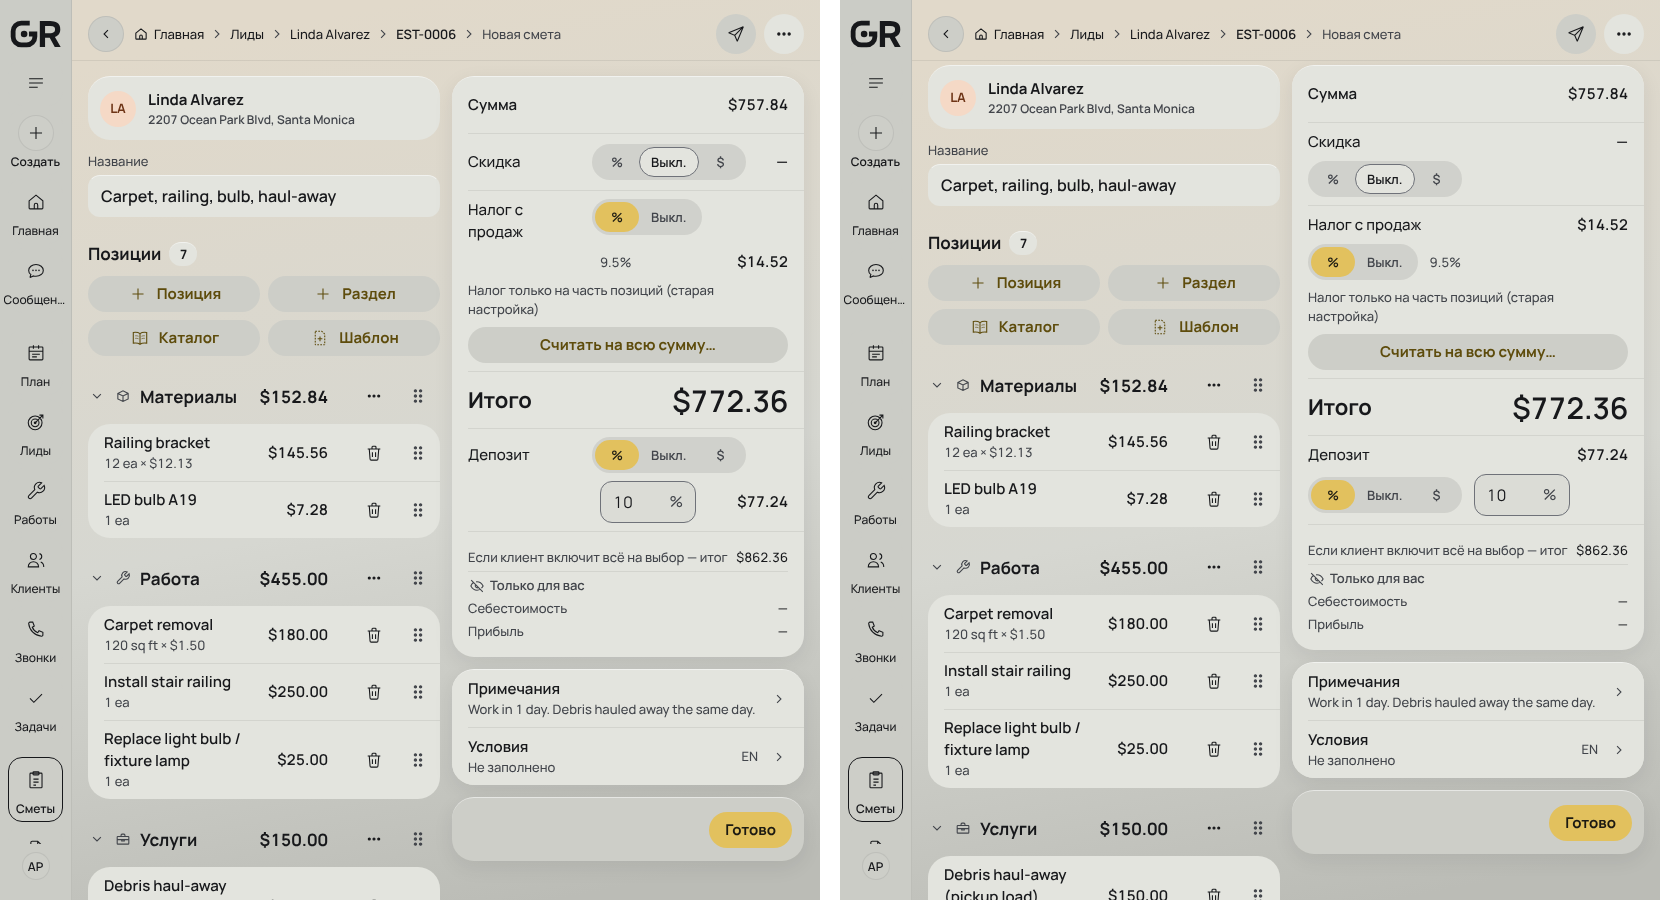 GR
Главная
Лиды
Linda Alvarez
EST-0006
Новая смета
Создать
Главная
Сообщен...
План
Лиды
Работы
Клиенты
Звонки
Задачи
Сметы
AP
LA
Linda Alvarez
2207 Ocean Park Blvd, Santa Monica
Название
Carpet, railing, bulb, haul-away
Позиции 7
+ Позиция
+ Раздел
Каталог
Шаблон
Материалы $152.84
Railing bracket
12 ea × $12.13
$145.56
LED bulb A19
1 ea
$7.28
Работа $455.00
Carpet removal
120 sq ft × $1.50
$180.00
Install stair railing
1 ea
$250.00
Replace light bulb /
fixture lamp
1 ea
$25.00
Услуги $150.00
Debris haul-away
Сумма $757.84
Скидка % Выкл. $ –
Налог с
продаж
% Выкл.
9.5% $14.52
Налог только на часть позиций (старая
настройка)
Считать на всю сумму...
Итого $772.36
Депозит % Выкл. $
10 % $77.24
Если клиент включит всё на выбор — итог $862.36
Только для вас
Себестоимость –
Прибыль –
Примечания
Work in 1 day. Debris hauled away the same day.
Условия
Не заполнено
EN
Готово
GR
Главная
Лиды
Linda Alvarez
EST-0006
Новая смета
Создать
Главная
Сообщен...
План
Лиды
Работы
Клиенты
Звонки
Задачи
Сметы
AP
LA
Linda Alvarez
2207 Ocean Park Blvd, Santa Monica
Название
Carpet, railing, bulb, haul-away
Позиции 7
+ Позиция
+ Раздел
Каталог
Шаблон
Материалы $152.84
Railing bracket
12 ea × $12.13
$145.56
LED bulb A19
1 ea
$7.28
Работа $455.00
Carpet removal
120 sq ft × $1.50
$180.00
Install stair railing
1 ea
$250.00
Replace light bulb /
fixture lamp
1 ea
$25.00
Услуги $150.00
Debris haul-away
(pickup load)
$150.00
Сумма $757.84
Скидка –
% Выкл. $
Налог с продаж $14.52
% Выкл. 9.5%
Налог только на часть позиций (старая
настройка)
Считать на всю сумму...
Итого $772.36
Депозит $77.24
% Выкл. $ 10 %
Если клиент включит всё на выбор — итог $862.36
Только для вас
Себестоимость –
Прибыль –
Примечания
Work in 1 day. Debris hauled away the same day.
Условия
Не заполнено
EN
Готово